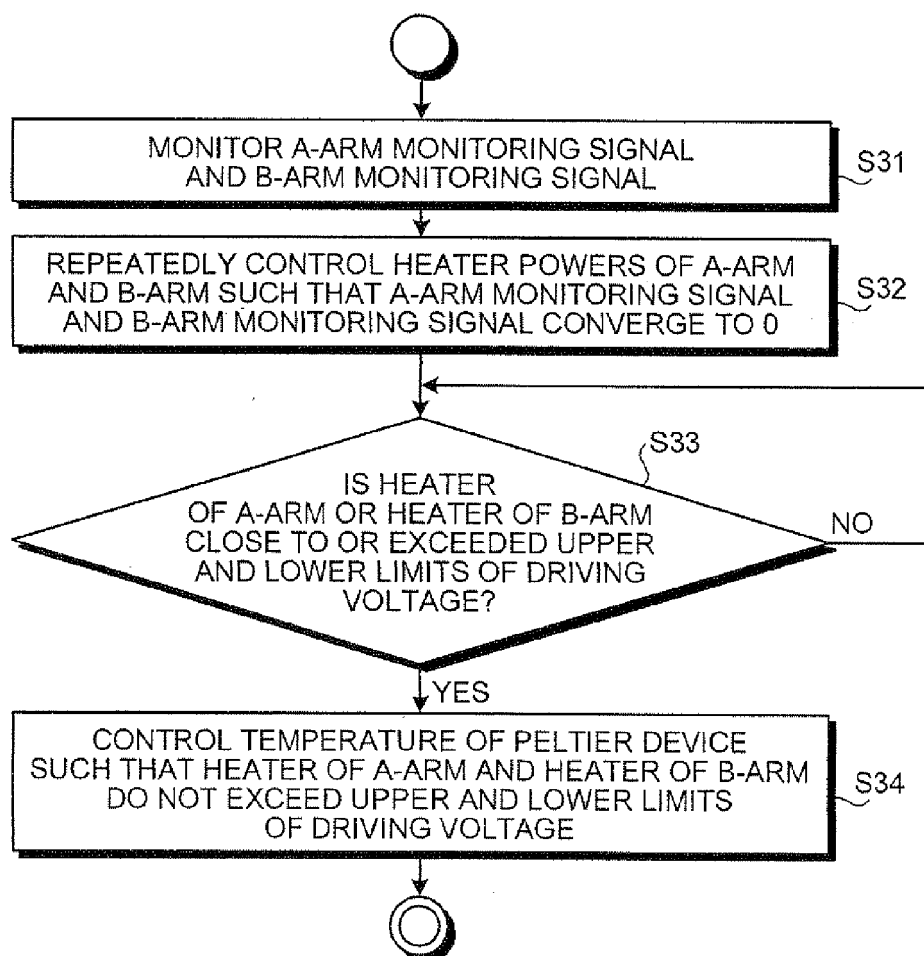 MONITOR A-ARM MONITORING SIGNAL
AND B-ARM MONITORING SIGNAL
S31
REPEATEDLY CONTROL HEATER POWERS OF A-ARM
AND B-ARM SUCH THAT A-ARM MONITORING SIGNAL
AND B-ARM MONITORING SIGNAL CONVERGE TO 0
S32
S33
IS HEATER
OF A-ARM OR HEATER OF B-ARM
CLOSE TO OR EXCEEDED UPPER
AND LOWER LIMITS OF DRIVING
VOLTAGE?
NO
YES
CONTROL TEMPERATURE OF PELTIER DEVICE
SUCH THAT HEATER OF A-ARM AND HEATER OF B-ARM
DO NOT EXCEED UPPER AND LOWER LIMITS
OF DRIVING VOLTAGE
S34